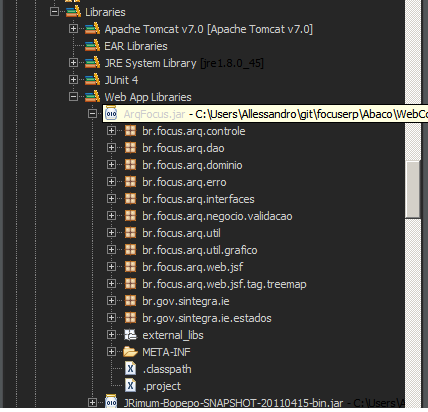 Libraries
Apache Tomcat v7.0 [Apache Tomcat v7.0]
EAR Libraries
JRE System Library [jre1.8.0_45]
JUnit 4
Web App Libraries
ArqFocus.jar - C:\Users\Allessandro\git\focuserp\Abaco\WebCo
br.focus.arq.controle
br.focus.arq.dao
br.focus.arq.dominio
br.focus.arq.erro
br.focus.arq.interfaces
br.focus.arq.negocio.validacao
br.focus.arq.util
br.focus.arq.util.grafico
br.focus.arq.web.jsf
br.focus.arq.web.jsf.tag.treemap
br.gov.sintegra.ie
br.gov.sintegra.ie.estados
external_libs
META-INF
.classpath
.project
JRimum-Bopepo-SNAPSHOT-20110415-bin.jar - C:\Users\A